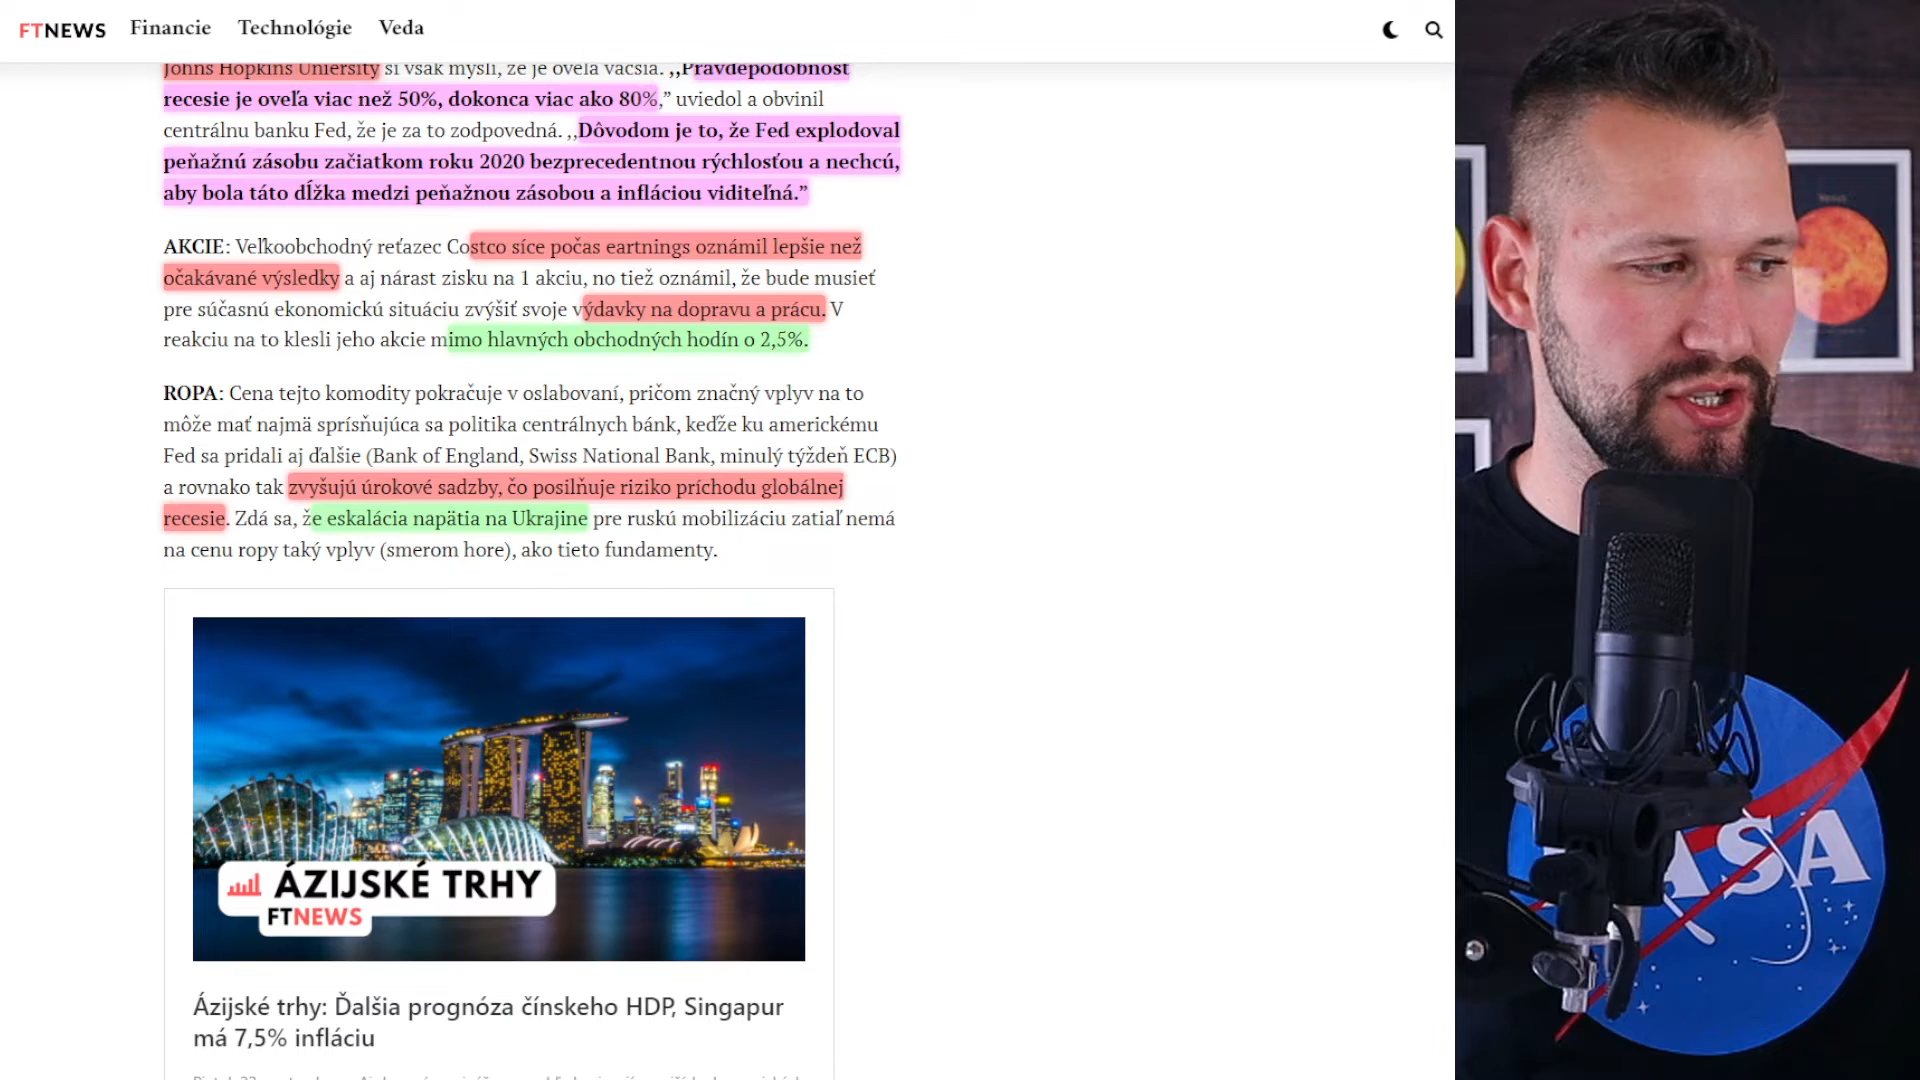 FTNEWS Financie Technológie Veda
Johns Hopkins Uniersity si však myslí, že je oveľa väčšia. ,,Pravdepodobnosť
recesie je oveľa viac než 50%, dokonca viac ako 80%,” uviedol a obvinil
centrálnu banku Fed, že je za to zodpovedná. ,,Dôvodom je to, že Fed explodoval
peňažnú zásobu začiatkom roku 2020 bezprecedentnou rýchlosťou a nechcú,
aby bola táto dĺžka medzi peňažnou zásobou a infláciou viditeľná.”
AKCIE: Veľkoobchodný reťazec Costco síce počas eartnings oznámil lepšie než
očakávané výsledky a aj nárast zisku na 1 akciu, no tiež oznámil, že bude musieť
pre súčasnú ekonomickú situáciu zvýšiť svoje výdavky na dopravu a prácu. V
reakciu na to klesli jeho akcie mimo hlavných obchodných hodín o 2,5%.
ROPA: Cena tejto komodity pokračuje v oslabovaní, pričom značný vplyv na to
môže mať najmä sprísňujúca sa politika centrálnych bánk, keďže ku americkému
Fed sa pridali aj ďalšie (Bank of England, Swiss National Bank, minulý týždeň ECB)
a rovnako tak zvyšujú úrokové sadzby, čo posilňuje riziko príchodu globálnej
recesie. Zdá sa, že eskalácia napätia na Ukrajine pre ruskú mobilizáciu zatiaľ nemá
na cenu ropy taký vplyv (smerom hore), ako tieto fundamenty.
ÁZIJSKÉ TRHY
FTNEWS
Ázijské trhy: Ďalšia prognóza čínskeho HDP, Singapur
má 7,5% infláciu